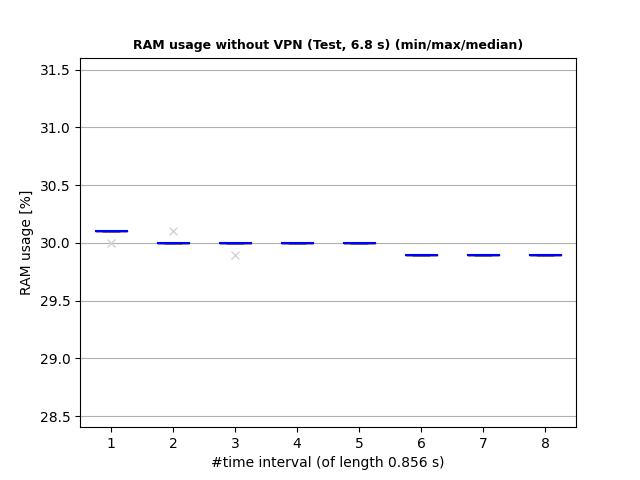 RAM usage without VPN (Test, 6.8 s) (min/max/median)
31.5
31.0
30.5
30.0
29.5
29.0
28.5
RAM usage [%]
1 2 3 4 5 6 7 8
#time interval (of length 0.856 s)